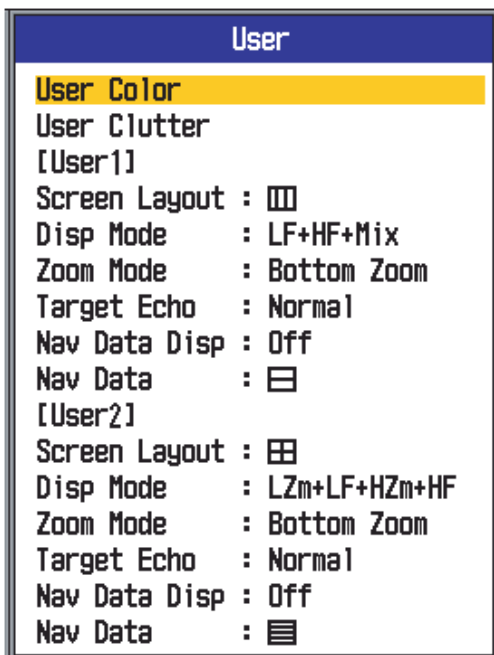 User
User Color
User Clutter
[User1]
Screen Layout :
Disp Mode : LF+HF+Mix
Zoom Mode : Bottom Zoom
Target Echo : Normal
Nav Data Disp : Off
Nav Data :
[User2]
Screen Layout :
Disp Mode : LZm+LF+HZm+HF
Zoom Mode : Bottom Zoom
Target Echo : Normal
Nav Data Disp : Off
Nav Data :